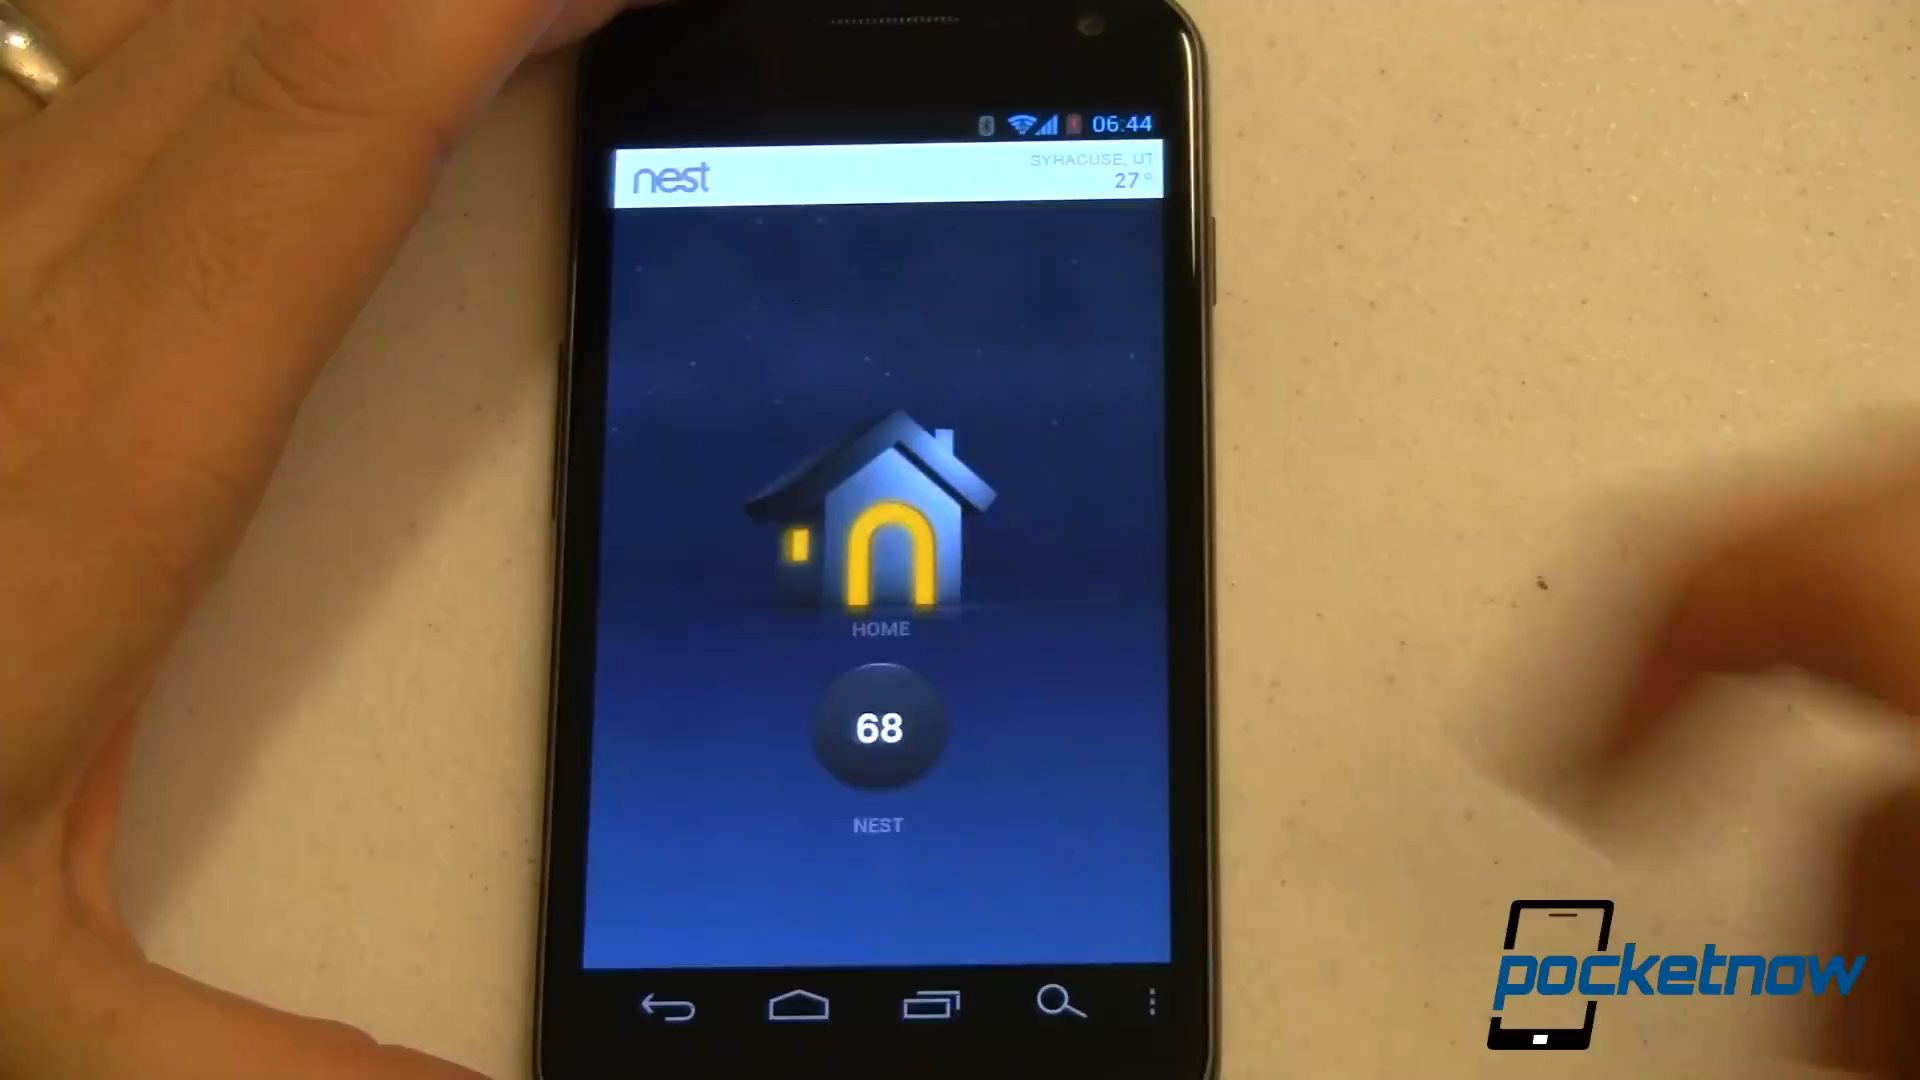 06:44
nest
SYRACUSE, UT
27°
HOME
68
NEST
pocketnow